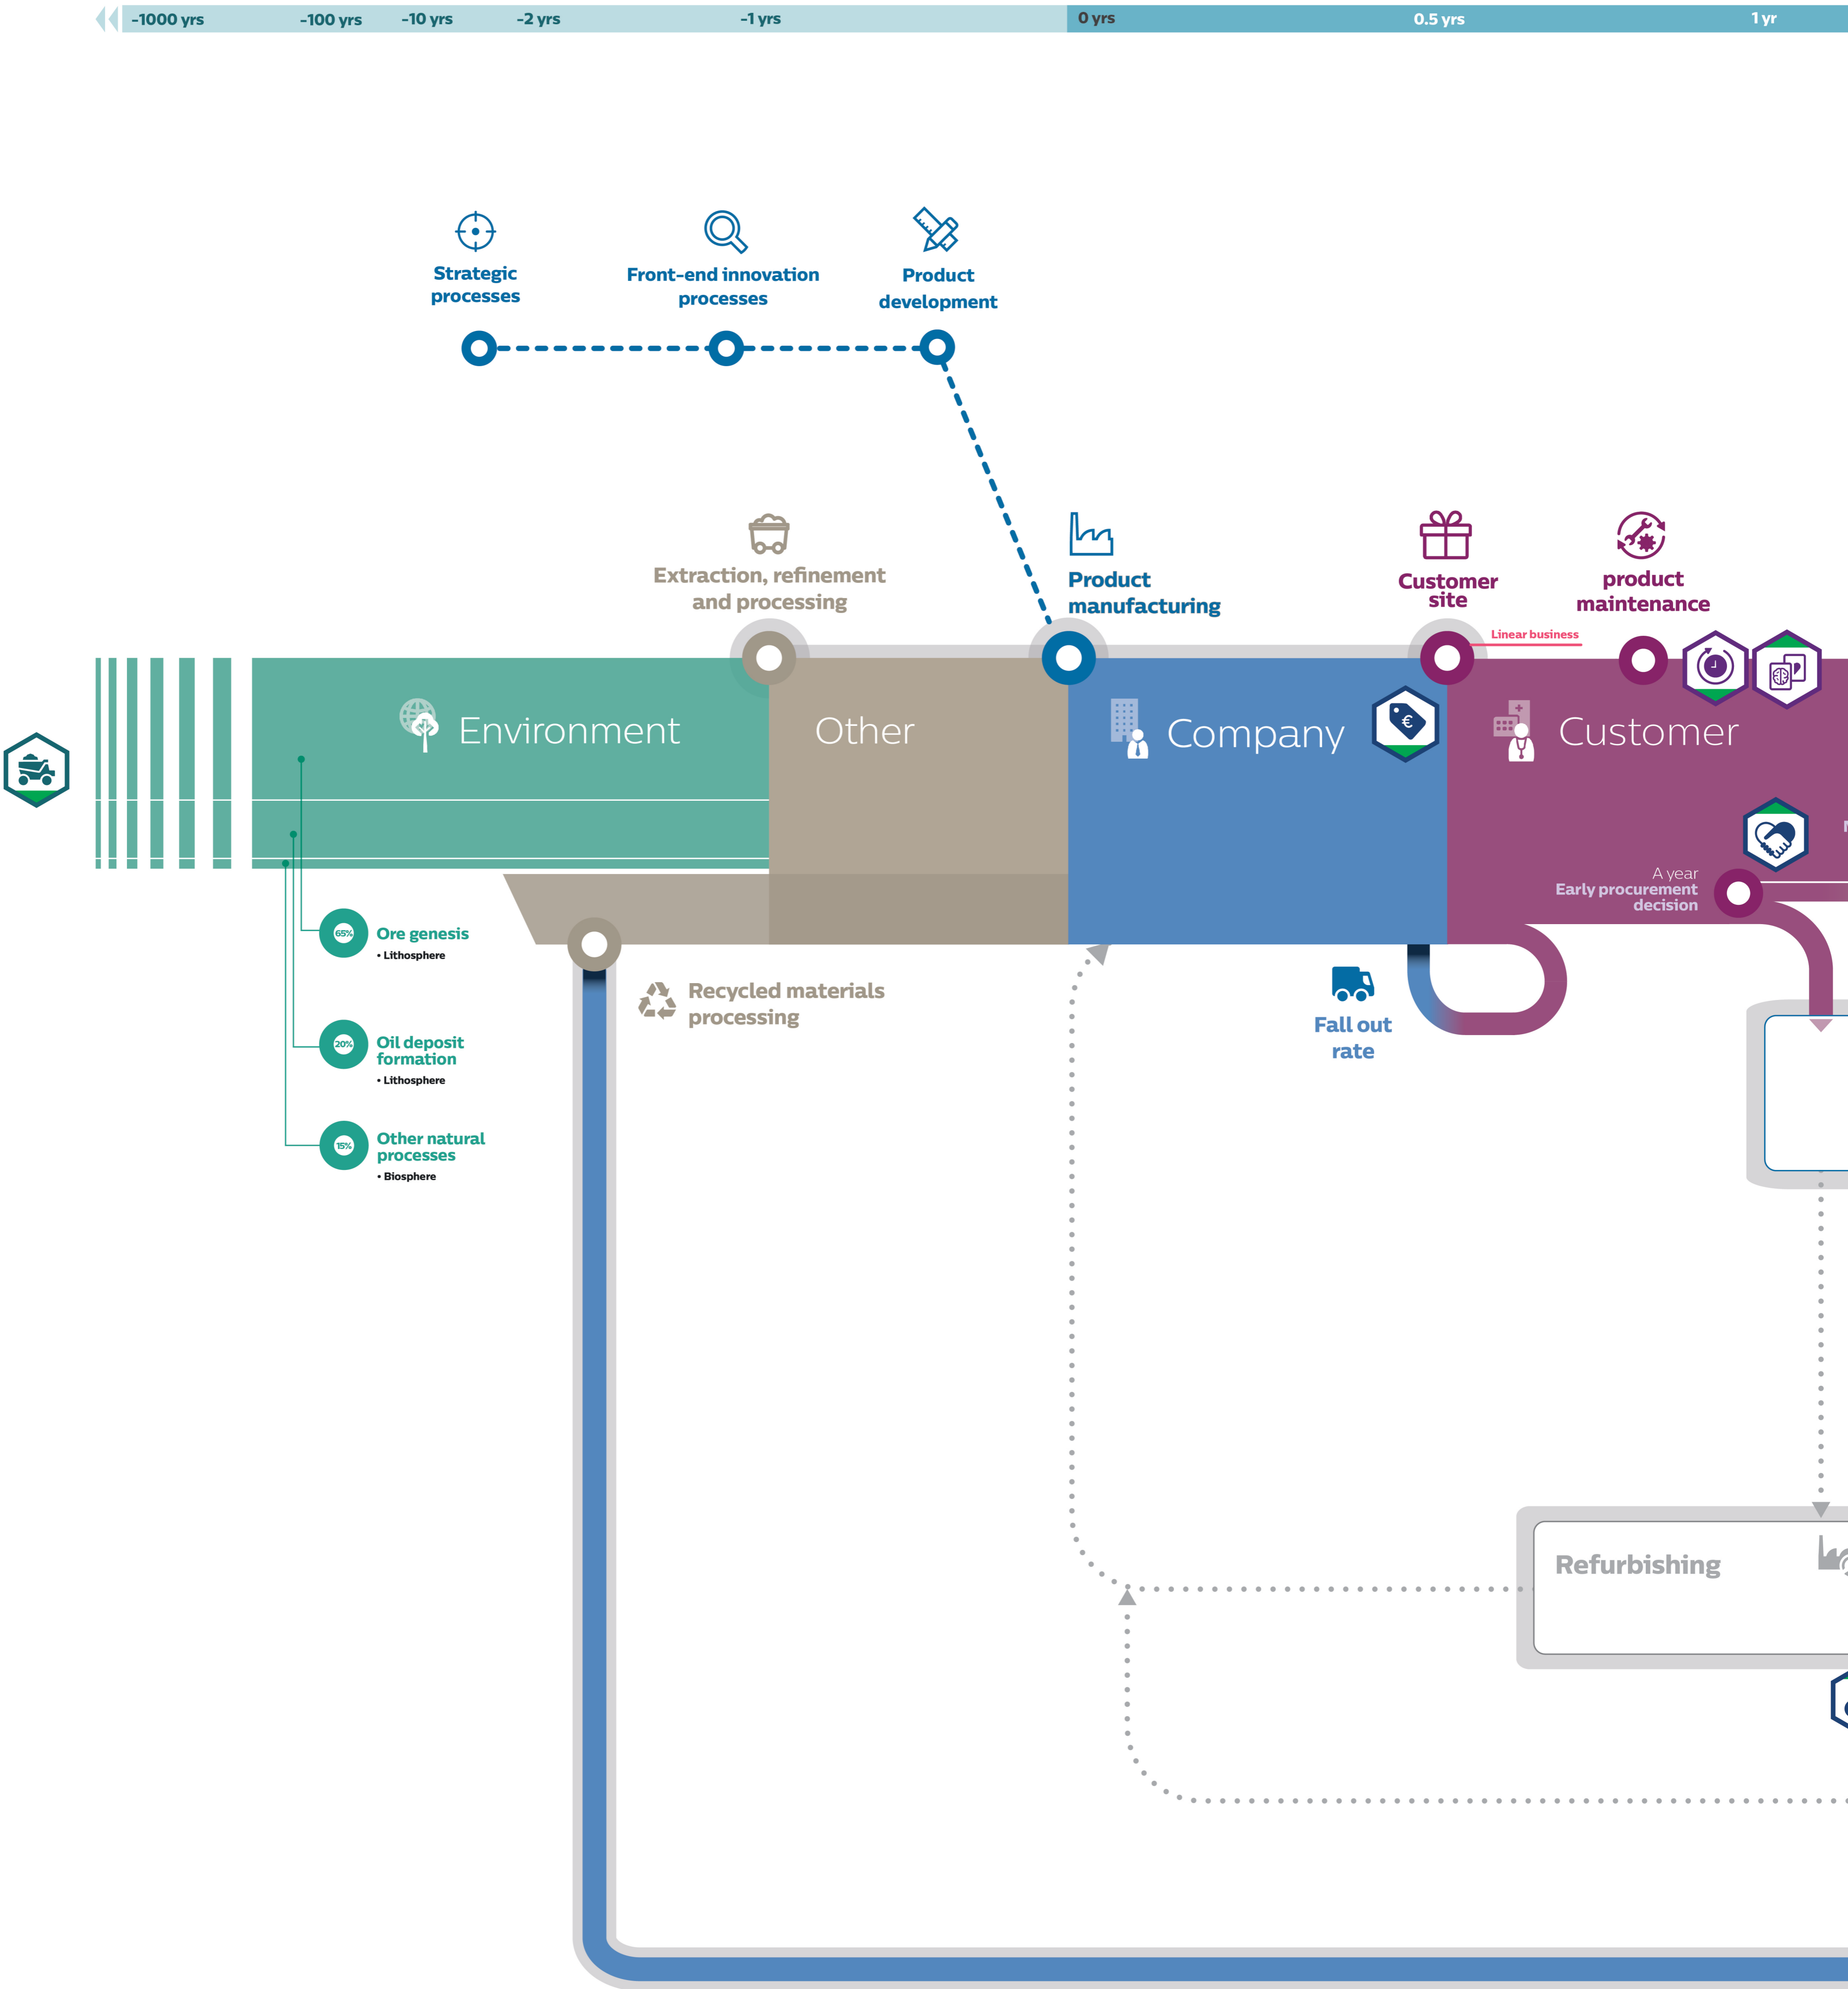 -1000 yrs
-100 yrs
-10 yrs
-2 yrs
-1 yrs
0 yrs
0.5 yrs
1 yr
Strategic
processes
Front-end innovation
processes
Product
development
Extraction, refinement
and processing
Product
manufacturing
Customer
site
product
maintenance
Linear business
Environment
Other
Company
€
Customer
A year
Early procurement
decision
65%
Ore genesis
• Lithosphere
20%
Oil deposit
formation
• Lithosphere
15%
Other natural
processes
• Biosphere
Recycled materials
processing
Fall out
rate
Refurbishing